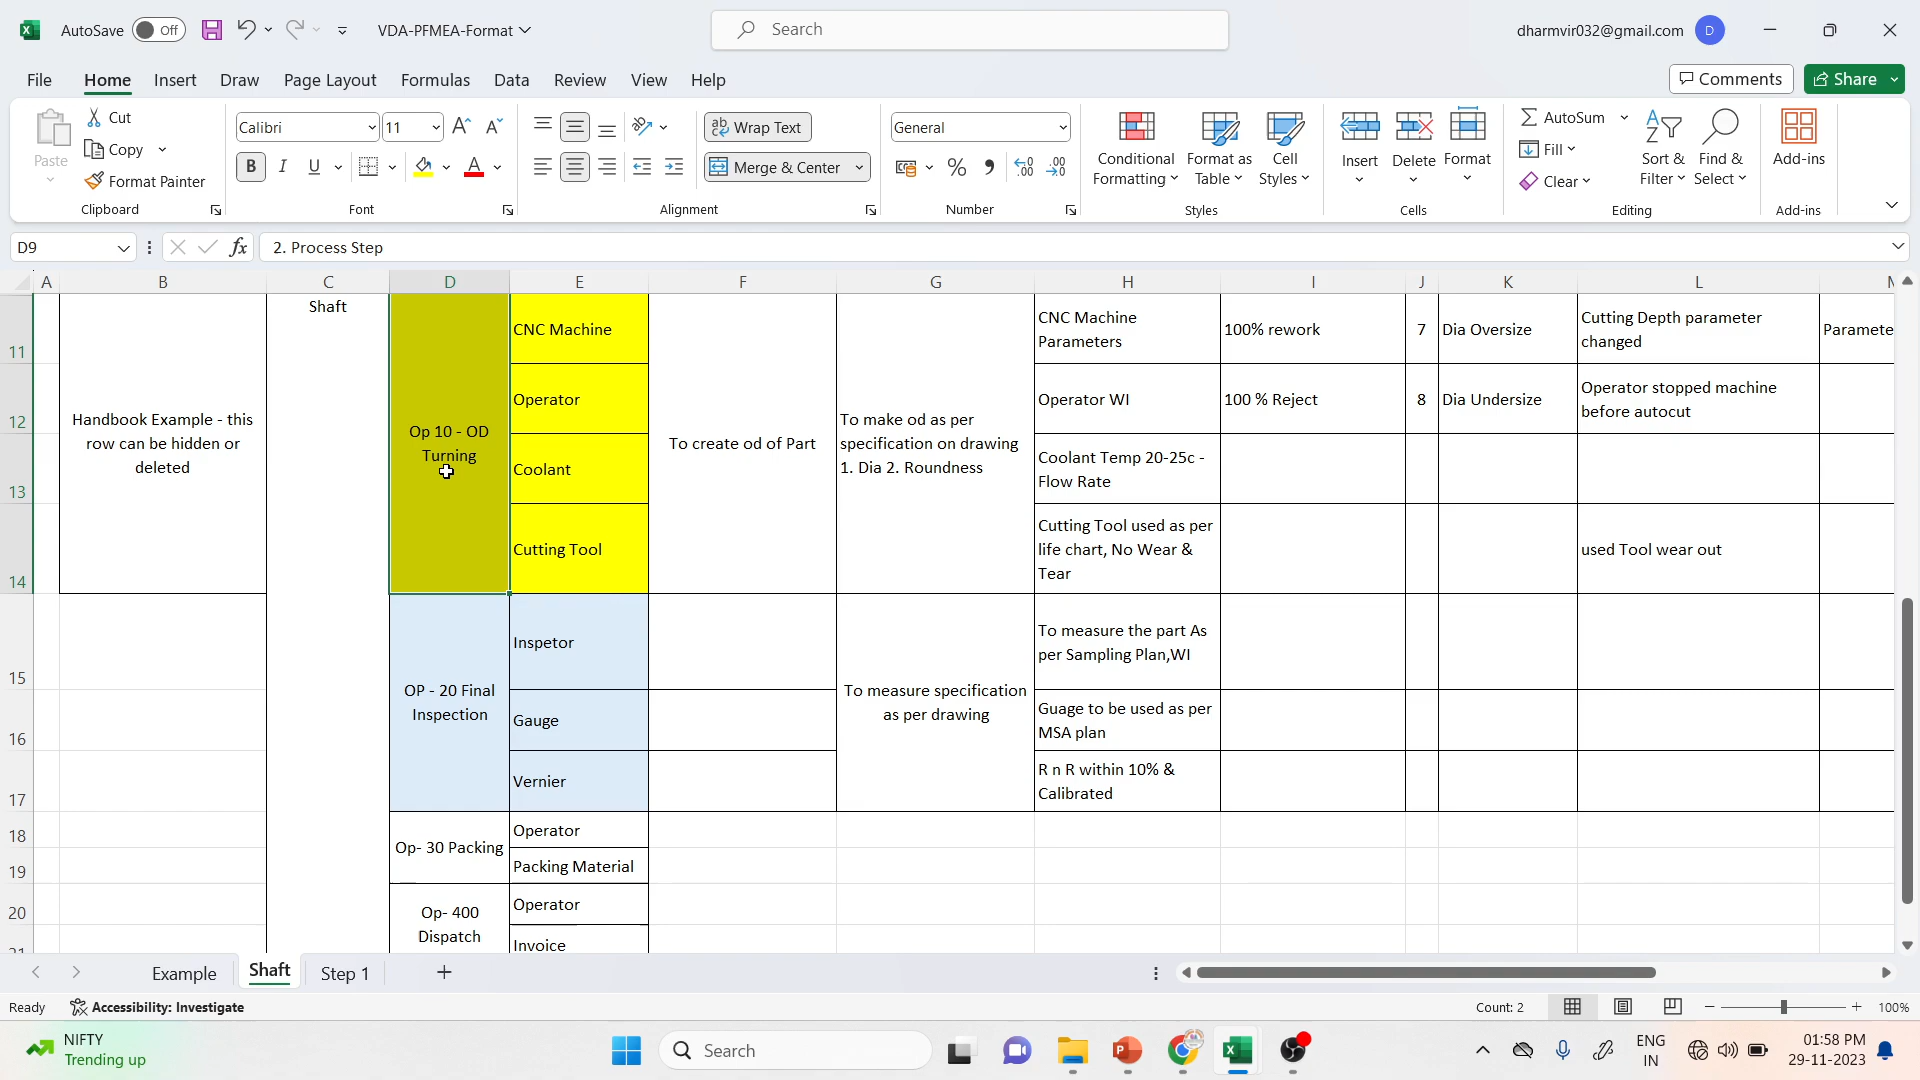 AutoSave Off VDA-PFMEA-Format Search dharmvir032@gmail.com D
File Home Insert Draw Page Layout Formulas Data Review View Help Comments Share
Paste Cut Copy Format Painter Clipboard
Calibri 11 A A B I U A Font
ab Wrap Text Merge & Center Alignment
General % , .00 Number
Conditional Formatting Format as Table Cell Styles Styles
Insert Delete Format Cells
AutoSum Fill Clear Sort & Filter Find & Select Editing
Add-ins Add-ins
D9 fx 2. Process Step
A B C D E F G H I J K L
11
12
13
14
15
16
17
18
19
20
Handbook Example - this
row can be hidden or
deleted
Shaft
Op 10 - OD
Turning
CNC Machine
Operator
Coolant
Cutting Tool
To create od of Part
To make od as per
specification on drawing
1. Dia 2. Roundness
CNC Machine
Parameters
100% rework
7
Dia Oversize
Cutting Depth parameter
changed
Paramete
Operator WI
100 % Reject
8
Dia Undersize
Operator stopped machine
before autocut
Coolant Temp 20-25c -
Flow Rate
Cutting Tool used as per
life chart, No Wear &
Tear
used Tool wear out
OP - 20 Final
Inspection
Inspetor
Gauge
Vernier
To measure specification
as per drawing
To measure the part As
per Sampling Plan,WI
Guage to be used as per
MSA plan
R n R within 10% &
Calibrated
Op- 30 Packing
Operator
Packing Material
Op- 400
Dispatch
Operator
Invoice
Example Shaft Step 1
Ready Accessibility: Investigate Count: 2 100%
NIFTY
Trending up
Search
ENG
IN
01:58 PM
29-11-2023